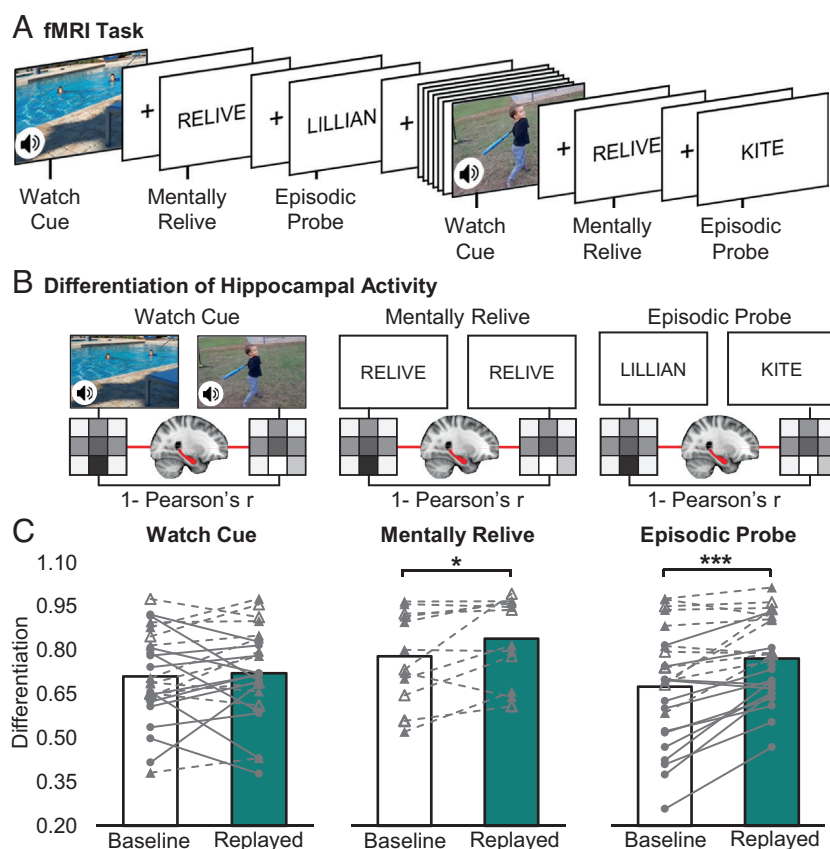 A fMRI Task
+
RELIVE
+
LILLIAN
+
+
RELIVE
+
KITE
Watch
Cue
Mentally
Relive
Episodic
Probe
Watch
Cue
Mentally
Relive
Episodic
Probe
B Differentiation of Hippocampal Activity
Watch Cue
Mentally Relive
Episodic Probe
RELIVE
RELIVE
LILLIAN
KITE
1- Pearson's r
1- Pearson's r
1- Pearson's r
C
Watch Cue
Mentally Relive
Episodic Probe
*
***
Differentiation
1.10
0.95
0.80
0.65
0.50
0.35
0.20
Baseline Replayed
Baseline Replayed
Baseline Replayed